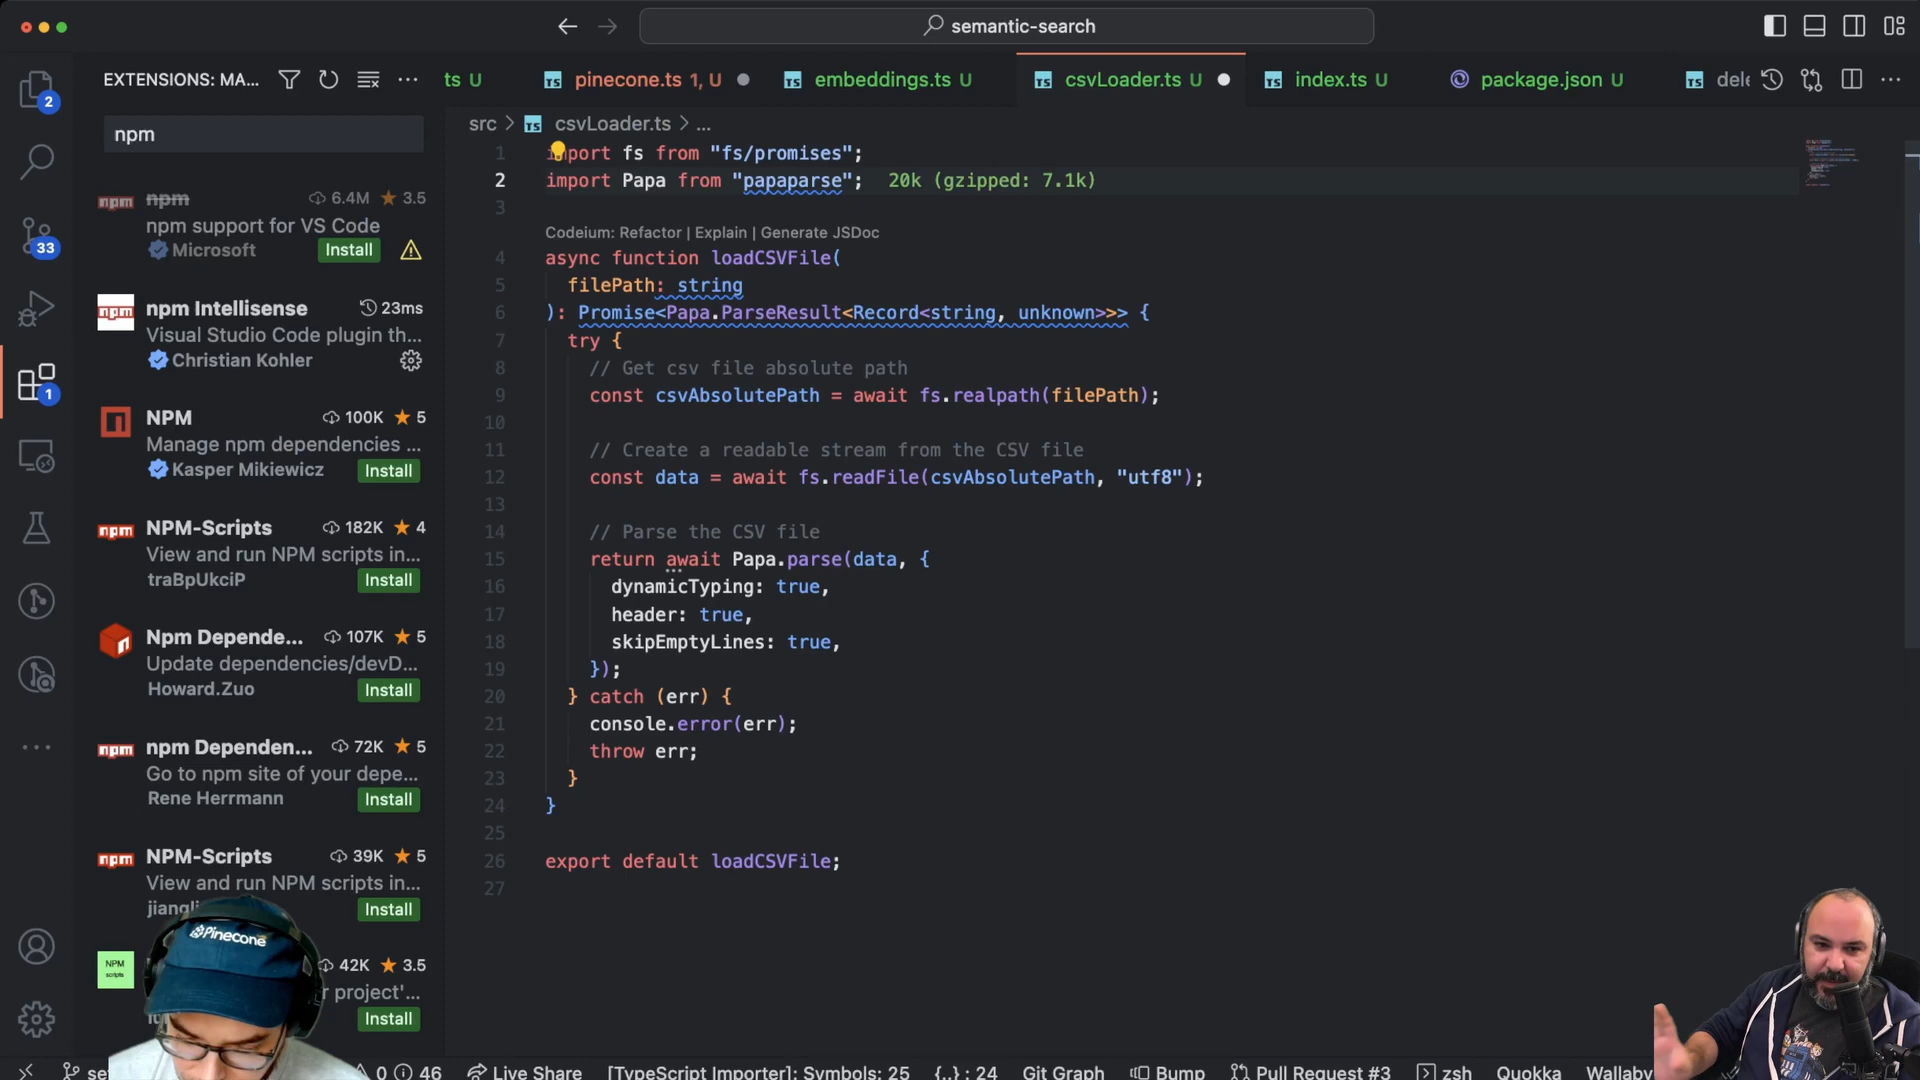 semantic-search
EXTENSIONS: MA...
ts U
pinecone.ts 1, U
embeddings.ts U
csvLoader.ts U
index.ts U
package.json U
dele
npm
src > csvLoader.ts > ...
2
33
1
npm 6.4M 3.5
npm support for VS Code
Microsoft Install
npm Intellisense 23ms
Visual Studio Code plugin th...
Christian Kohler
NPM 100K 5
Manage npm dependencies ...
Kasper Mikiewicz Install
NPM-Scripts 182K 4
View and run NPM scripts in...
traBpUkciP Install
Npm Depende... 107K 5
Update dependencies/devD...
Howard.Zuo Install
npm Dependen... 72K 5
Go to npm site of your depe...
Rene Herrmann Install
NPM-Scripts 39K 5
View and run NPM scripts in...
Install
NPM scripts
42K 3.5
r project'...
Install
Pinecone
1 import fs from "fs/promises";
2 import Papa from "papaparse"; 20k (gzipped: 7.1k)
3
Codeium: Refactor | Explain | Generate JSDoc
4 async function loadCSVFile(
5 filePath: string
6 ): Promise<Papa.ParseResult<Record<string, unknown>>> {
7 try {
8 // Get csv file absolute path
9 const csvAbsolutePath = await fs.realpath(filePath);
10
11 // Create a readable stream from the CSV file
12 const data = await fs.readFile(csvAbsolutePath, "utf8");
13
14 // Parse the CSV file
15 return await Papa.parse(data, {
16 dynamicTyping: true,
17 header: true,
18 skipEmptyLines: true,
19 });
20 } catch (err) {
21 console.error(err);
22 throw err;
23 }
24 }
25
26 export default loadCSVFile;
27
0 46 Live Share [TypeScript Importer]: Symbols: 25 {..} : 24 Git Graph Bump Pull Request #3 zsh Quokka Wallaby